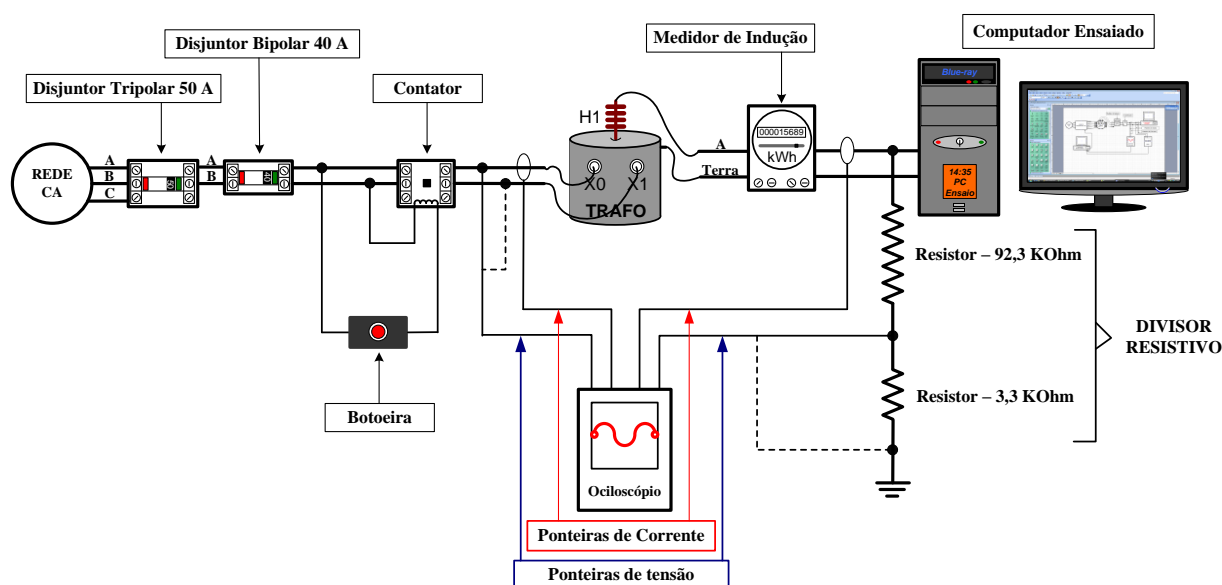 Disjuntor Bipolar 40 A
Medidor de Indução
Computador Ensaiado
Disjuntor Tripolar 50 A
Contator
Blue-ray
H1
000015689
kWh
A
Terra
REDE
CA
A
B
C
A
B
X0
X1
TRAFO
14:35
PC
Ensaio
Resistor – 92,3 KOhm
DIVISOR
RESISTIVO
Resistor – 3,3 KOhm
Botoeira
Ociloscópio
Ponteiras de Corrente
Ponteiras de tensão